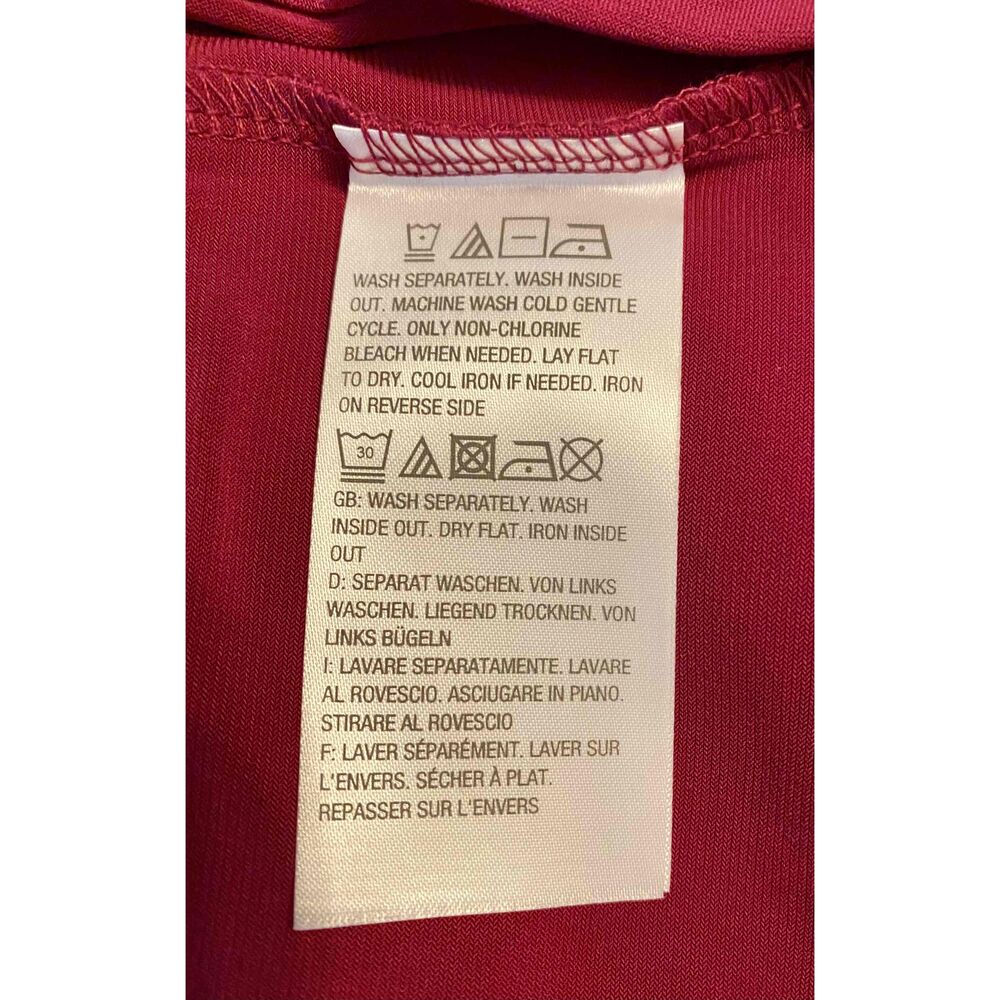 WASH SEPARATELY. WASH INSIDE
OUT. MACHINE WASH COLD GENTLE
CYCLE. ONLY NON-CHLORINE
BLEACH WHEN NEEDED. LAY FLAT
TO DRY. COOL IRON IF NEEDED. IRON
ON REVERSE SIDE
30
GB: WASH SEPARATELY. WASH
INSIDE OUT. DRY FLAT. IRON INSIDE
OUT
D: SEPARAT WASCHEN. VON LINKS
WASCHEN. LIEGEND TROCKNEN. VON
LINKS BÜGELN
I: LAVARE SEPARATAMENTE. LAVARE
AL ROVESCIO. ASCIUGARE IN PIANO.
STIRARE AL ROVESCIO
F: LAVER SÉPARÉMENT. LAVER SUR
L'ENVERS. SÉCHER À PLAT.
REPASSER SUR L'ENVERS